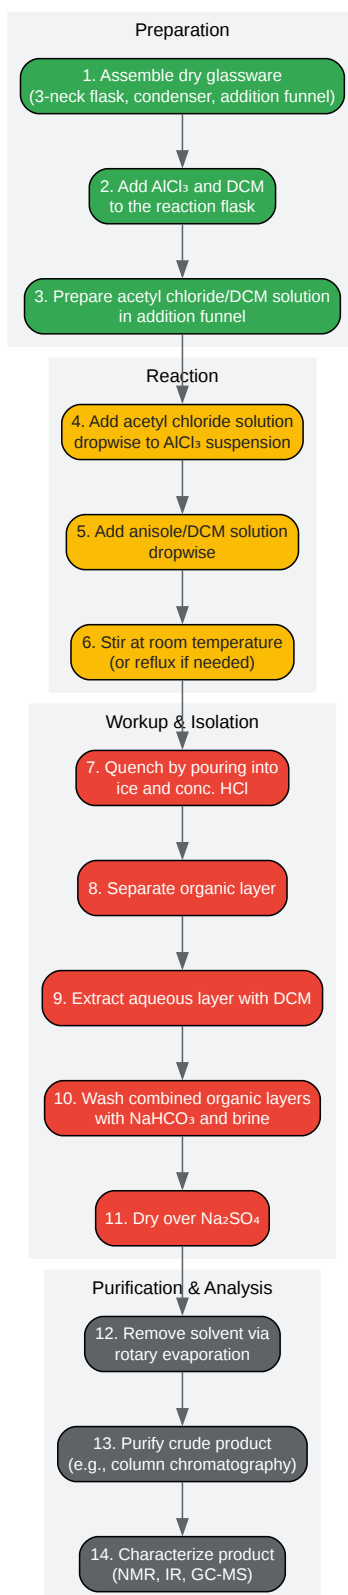 Preparation
1. Assemble dry glassware
(3-neck flask, condenser, addition funnel)
2. Add AlCl₃ and DCM
to the reaction flask
3. Prepare acetyl chloride/DCM solution
in addition funnel
Reaction
4. Add acetyl chloride solution
dropwise to AlCl₃ suspension
5. Add anisole/DCM solution
dropwise
6. Stir at room temperature
(or reflux if needed)
Workup & Isolation
7. Quench by pouring into
ice and conc. HCl
8. Separate organic layer
9. Extract aqueous layer with DCM
10. Wash combined organic layers
with NaHCO₃ and brine
11. Dry over Na₂SO₄
Purification & Analysis
12. Remove solvent via
rotary evaporation
13. Purify crude product
(e.g., column chromatography)
14. Characterize product
(NMR, IR, GC-MS)